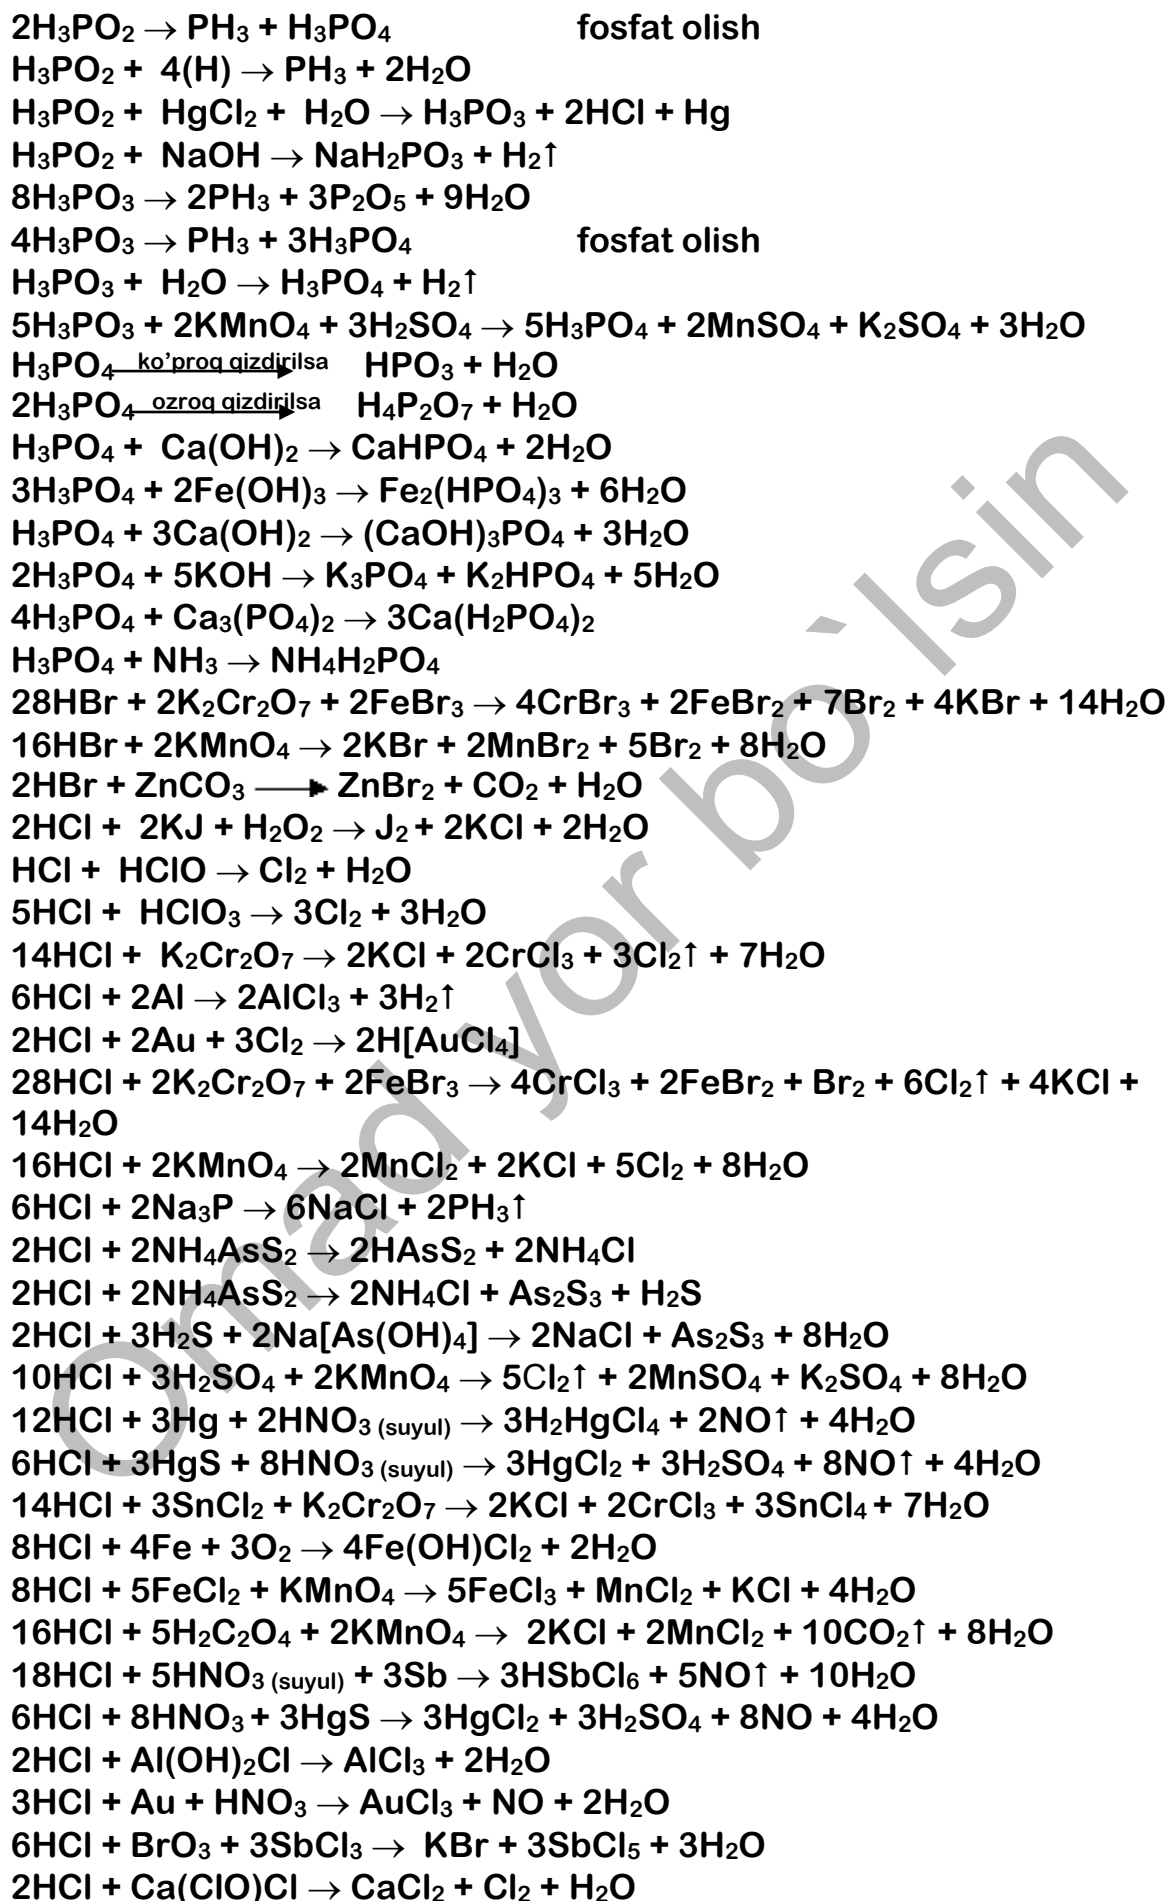 2H₃PO₂ → PH₃ + H₃PO₄ fosfat olish
H₃PO₂ + 4(H) → PH₃ + 2H₂O
H₃PO₂ + HgCl₂ + H₂O → H₃PO₃ + 2HCl + Hg
H₃PO₂ + NaOH → NaH₂PO₃ + H₂↑
8H₃PO₃ → 2PH₃ + 3P₂O₅ + 9H₂O
4H₃PO₃ → PH₃ + 3H₃PO₄ fosfat olish
H₃PO₃ + H₂O → H₃PO₄ + H₂↑
5H₃PO₃ + 2KMnO₄ + 3H₂SO₄ → 5H₃PO₄ + 2MnSO₄ + K₂SO₄ + 3H₂O
H₃PO₄ ko'proq qizdirilsa → HPO₃ + H₂O
2H₃PO₄ ozroq qizdirilsa → H₄P₂O₇ + H₂O
H₃PO₄ + Ca(OH)₂ → CaHPO₄ + 2H₂O
3H₃PO₄ + 2Fe(OH)₃ → Fe₂(HPO₄)₃ + 6H₂O
H₃PO₄ + 3Ca(OH)₂ → (CaOH)₃PO₄ + 3H₂O
2H₃PO₄ + 5KOH → K₃PO₄ + K₂HPO₄ + 5H₂O
4H₃PO₄ + Ca₃(PO₄)₂ → 3Ca(H₂PO₄)₂
H₃PO₄ + NH₃ → NH₄H₂PO₄
28HBr + 2K₂Cr₂O₇ + 2FeBr₃ → 4CrBr₃ + 2FeBr₂ + 7Br₂ + 4KBr + 14H₂O
16HBr + 2KMnO₄ → 2KBr + 2MnBr₂ + 5Br₂ + 8H₂O
2HBr + ZnCO₃ → ZnBr₂ + CO₂ + H₂O
2HCl + 2KJ + H₂O₂ → J₂ + 2KCl + 2H₂O
HCl + HClO → Cl₂ + H₂O
5HCl + HClO₃ → 3Cl₂ + 3H₂O
14HCl + K₂Cr₂O₇ → 2KCl + 2CrCl₃ + 3Cl₂↑ + 7H₂O
6HCl + 2Al → 2AlCl₃ + 3H₂↑
2HCl + 2Au + 3Cl₂ → 2H[AuCl₄]
28HCl + 2K₂Cr₂O₇ + 2FeBr₃ → 4CrCl₃ + 2FeBr₂ + Br₂ + 6Cl₂↑ + 4KCl +
14H₂O
16HCl + 2KMnO₄ → 2MnCl₂ + 2KCl + 5Cl₂ + 8H₂O
6HCl + 2Na₃P → 6NaCl + 2PH₃↑
2HCl + 2NH₄AsS₂ → 2HAsS₂ + 2NH₄Cl
2HCl + 2NH₄AsS₂ → 2NH₄Cl + As₂S₃ + H₂S
2HCl + 3H₂S + 2Na[As(OH)₄] → 2NaCl + As₂S₃ + 8H₂O
10HCl + 3H₂SO₄ + 2KMnO₄ → 5Cl₂↑ + 2MnSO₄ + K₂SO₄ + 8H₂O
12HCl + 3Hg + 2HNO₃ (suyul) → 3H₂HgCl₄ + 2NO↑ + 4H₂O
6HCl + 3HgS + 8HNO₃ (suyul) → 3HgCl₂ + 3H₂SO₄ + 8NO↑ + 4H₂O
14HCl + 3SnCl₂ + K₂Cr₂O₇ → 2KCl + 2CrCl₃ + 3SnCl₄ + 7H₂O
8HCl + 4Fe + 3O₂ → 4Fe(OH)Cl₂ + 2H₂O
8HCl + 5FeCl₂ + KMnO₄ → 5FeCl₃ + MnCl₂ + KCl + 4H₂O
16HCl + 5H₂C₂O₄ + 2KMnO₄ → 2KCl + 2MnCl₂ + 10CO₂↑ + 8H₂O
18HCl + 5HNO₃ (suyul) + 3Sb → 3HSbCl₆ + 5NO↑ + 10H₂O
6HCl + 8HNO₃ + 3HgS → 3HgCl₂ + 3H₂SO₄ + 8NO + 4H₂O
2HCl + Al(OH)₂Cl → AlCl₃ + 2H₂O
3HCl + Au + HNO₃ → AuCl₃ + NO + 2H₂O
6HCl + BrO₃ + 3SbCl₃ → KBr + 3SbCl₅ + 3H₂O
2HCl + Ca(ClO)Cl → CaCl₂ + Cl₂ + H₂O
Omad yor bo`lsin